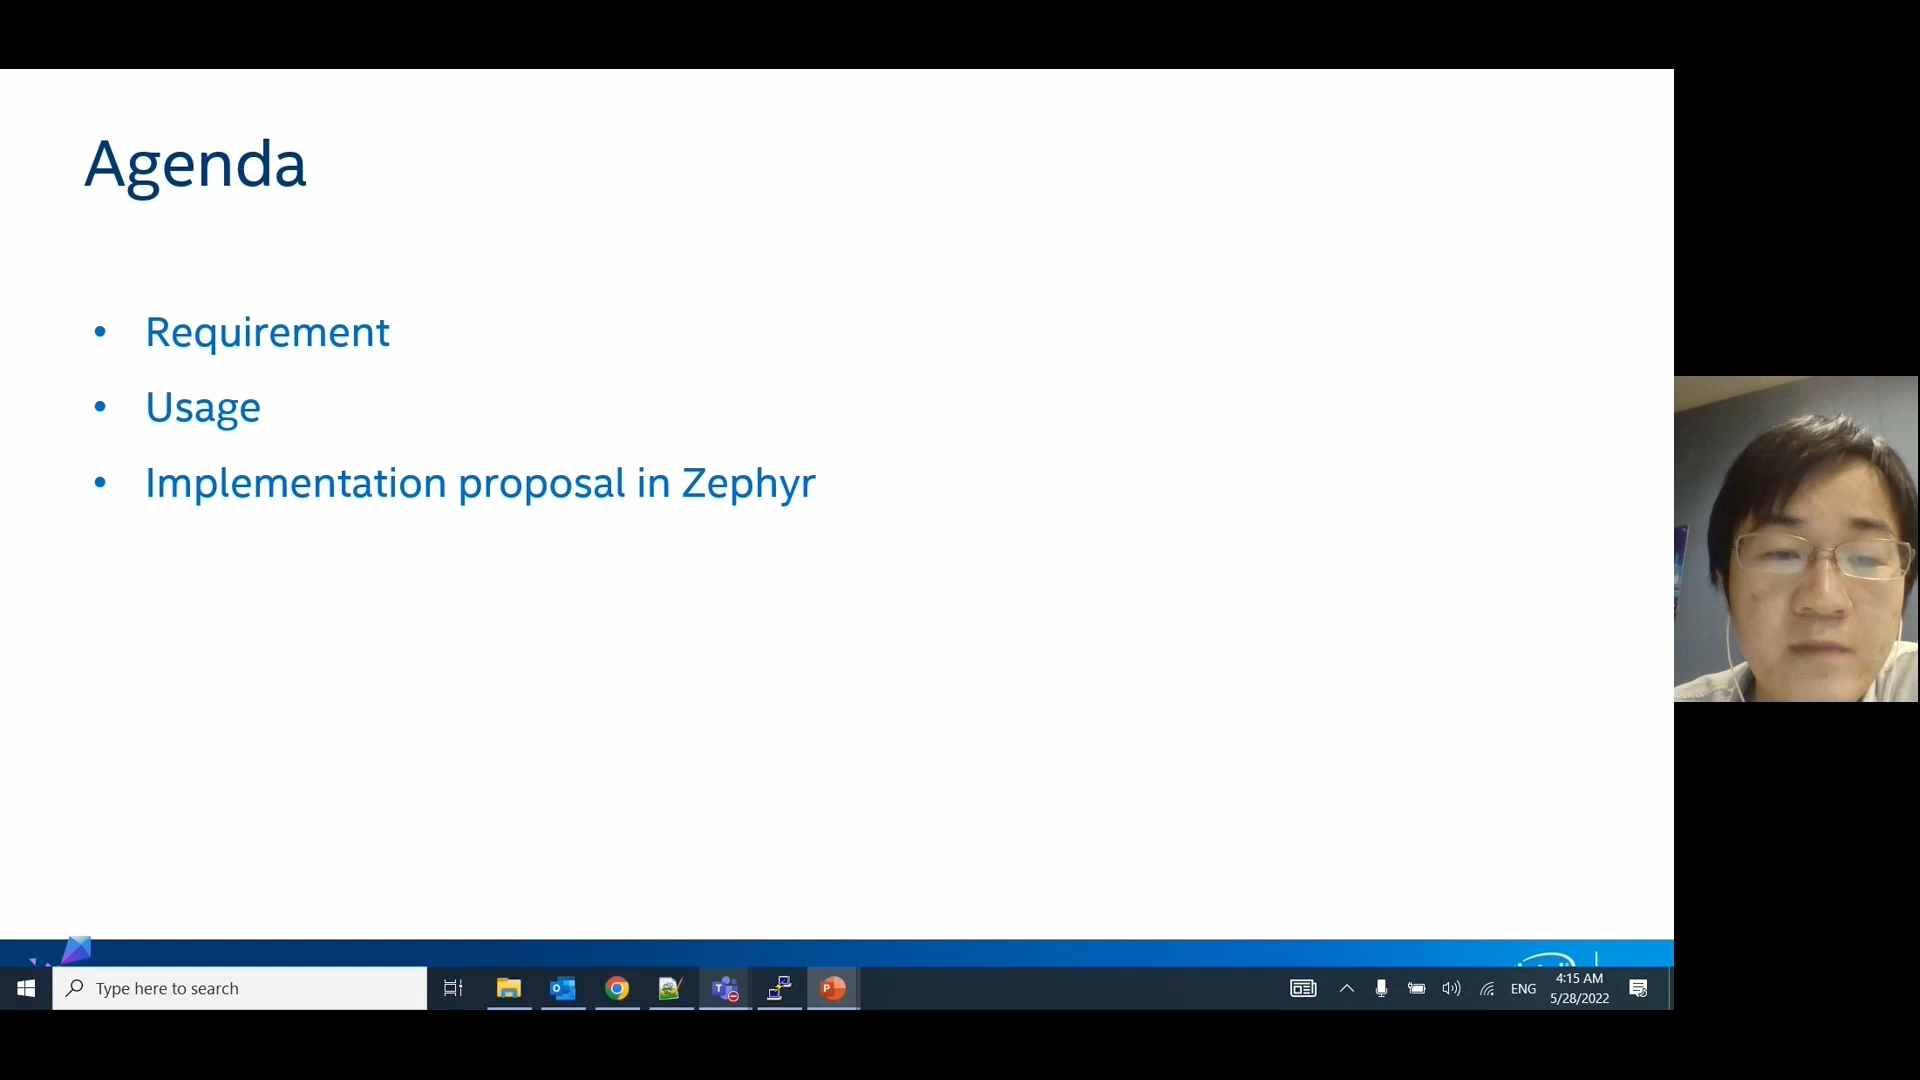 Agenda
• Requirement
• Usage
• Implementation proposal in Zephyr
Type here to search
ENG
4:15 AM
5/28/2022